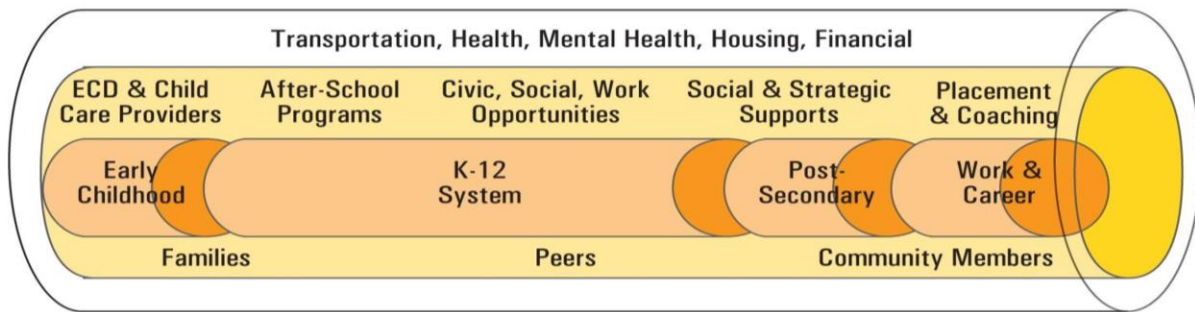 Transportation, Health, Mental Health, Housing, Financial
ECD & Child
Care Providers
After-School
Programs
Civic, Social, Work
Opportunities
Social & Strategic
Supports
Placement
& Coaching
Early
Childhood
K-12
System
Post-
Secondary
Work &
Career
Families
Peers
Community Members